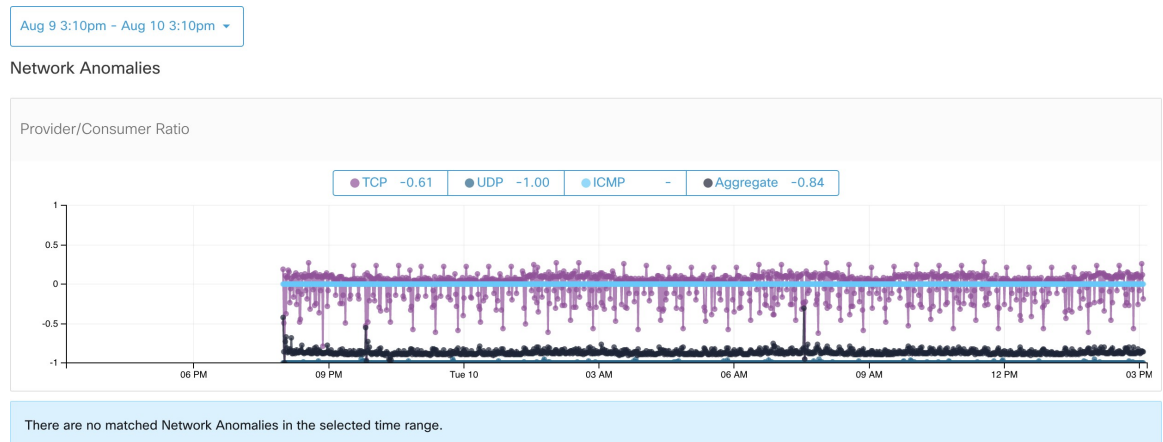 Aug 9 3:10pm - Aug 10 3:10pm
Network Anomalies
Provider/Consumer Ratio
TCP -0.61 UDP -1.00 ICMP - Aggregate -0.84
1
0.5
0
-0.5
-1
06 PM 09 PM Tue 10 03 AM 06 AM 09 AM 12 PM 03 PM
There are no matched Network Anomalies in the selected time range.